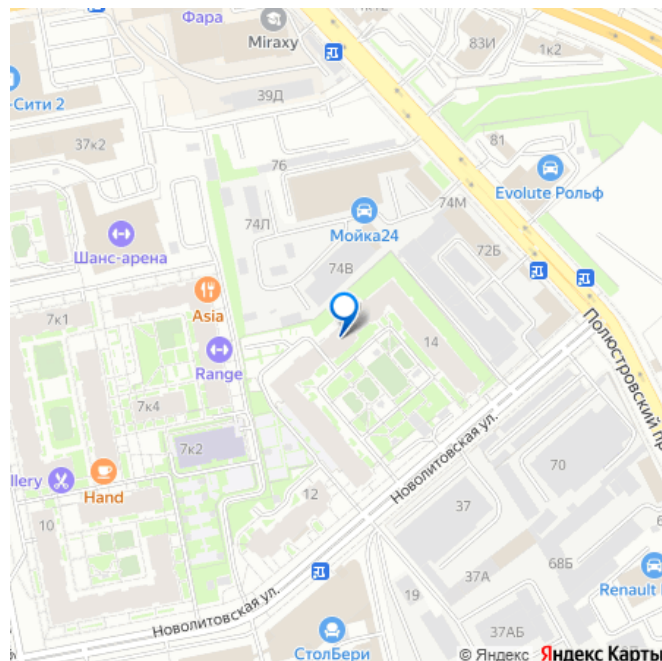 Фара
Miraxy
83И
1к2
-Сити 2
39Д
37к2
76
81
Evolute Рольф
74М
74Л
Мойка24
72Б
Шанс-арена
74В
Asia
7к1
14
Range
Полюстровский пр
7к4
7к2
Новолитовская ул.
llery
Hand
70
12
10
37
68Б
37А
19
Renault
Новолитовская ул.
37АБ
СтолБери
© Яндекс Яндекс Карты